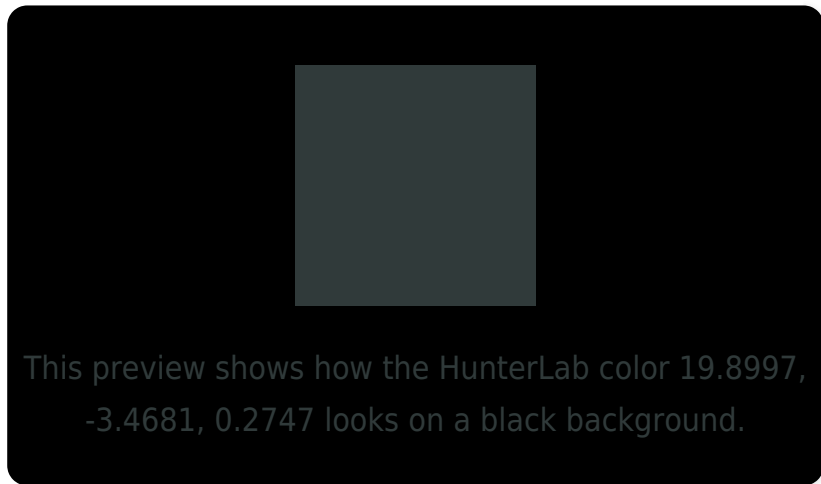 This preview shows how the HunterLab color 19.8997,
-3.4681, 0.2747 looks on a black background.